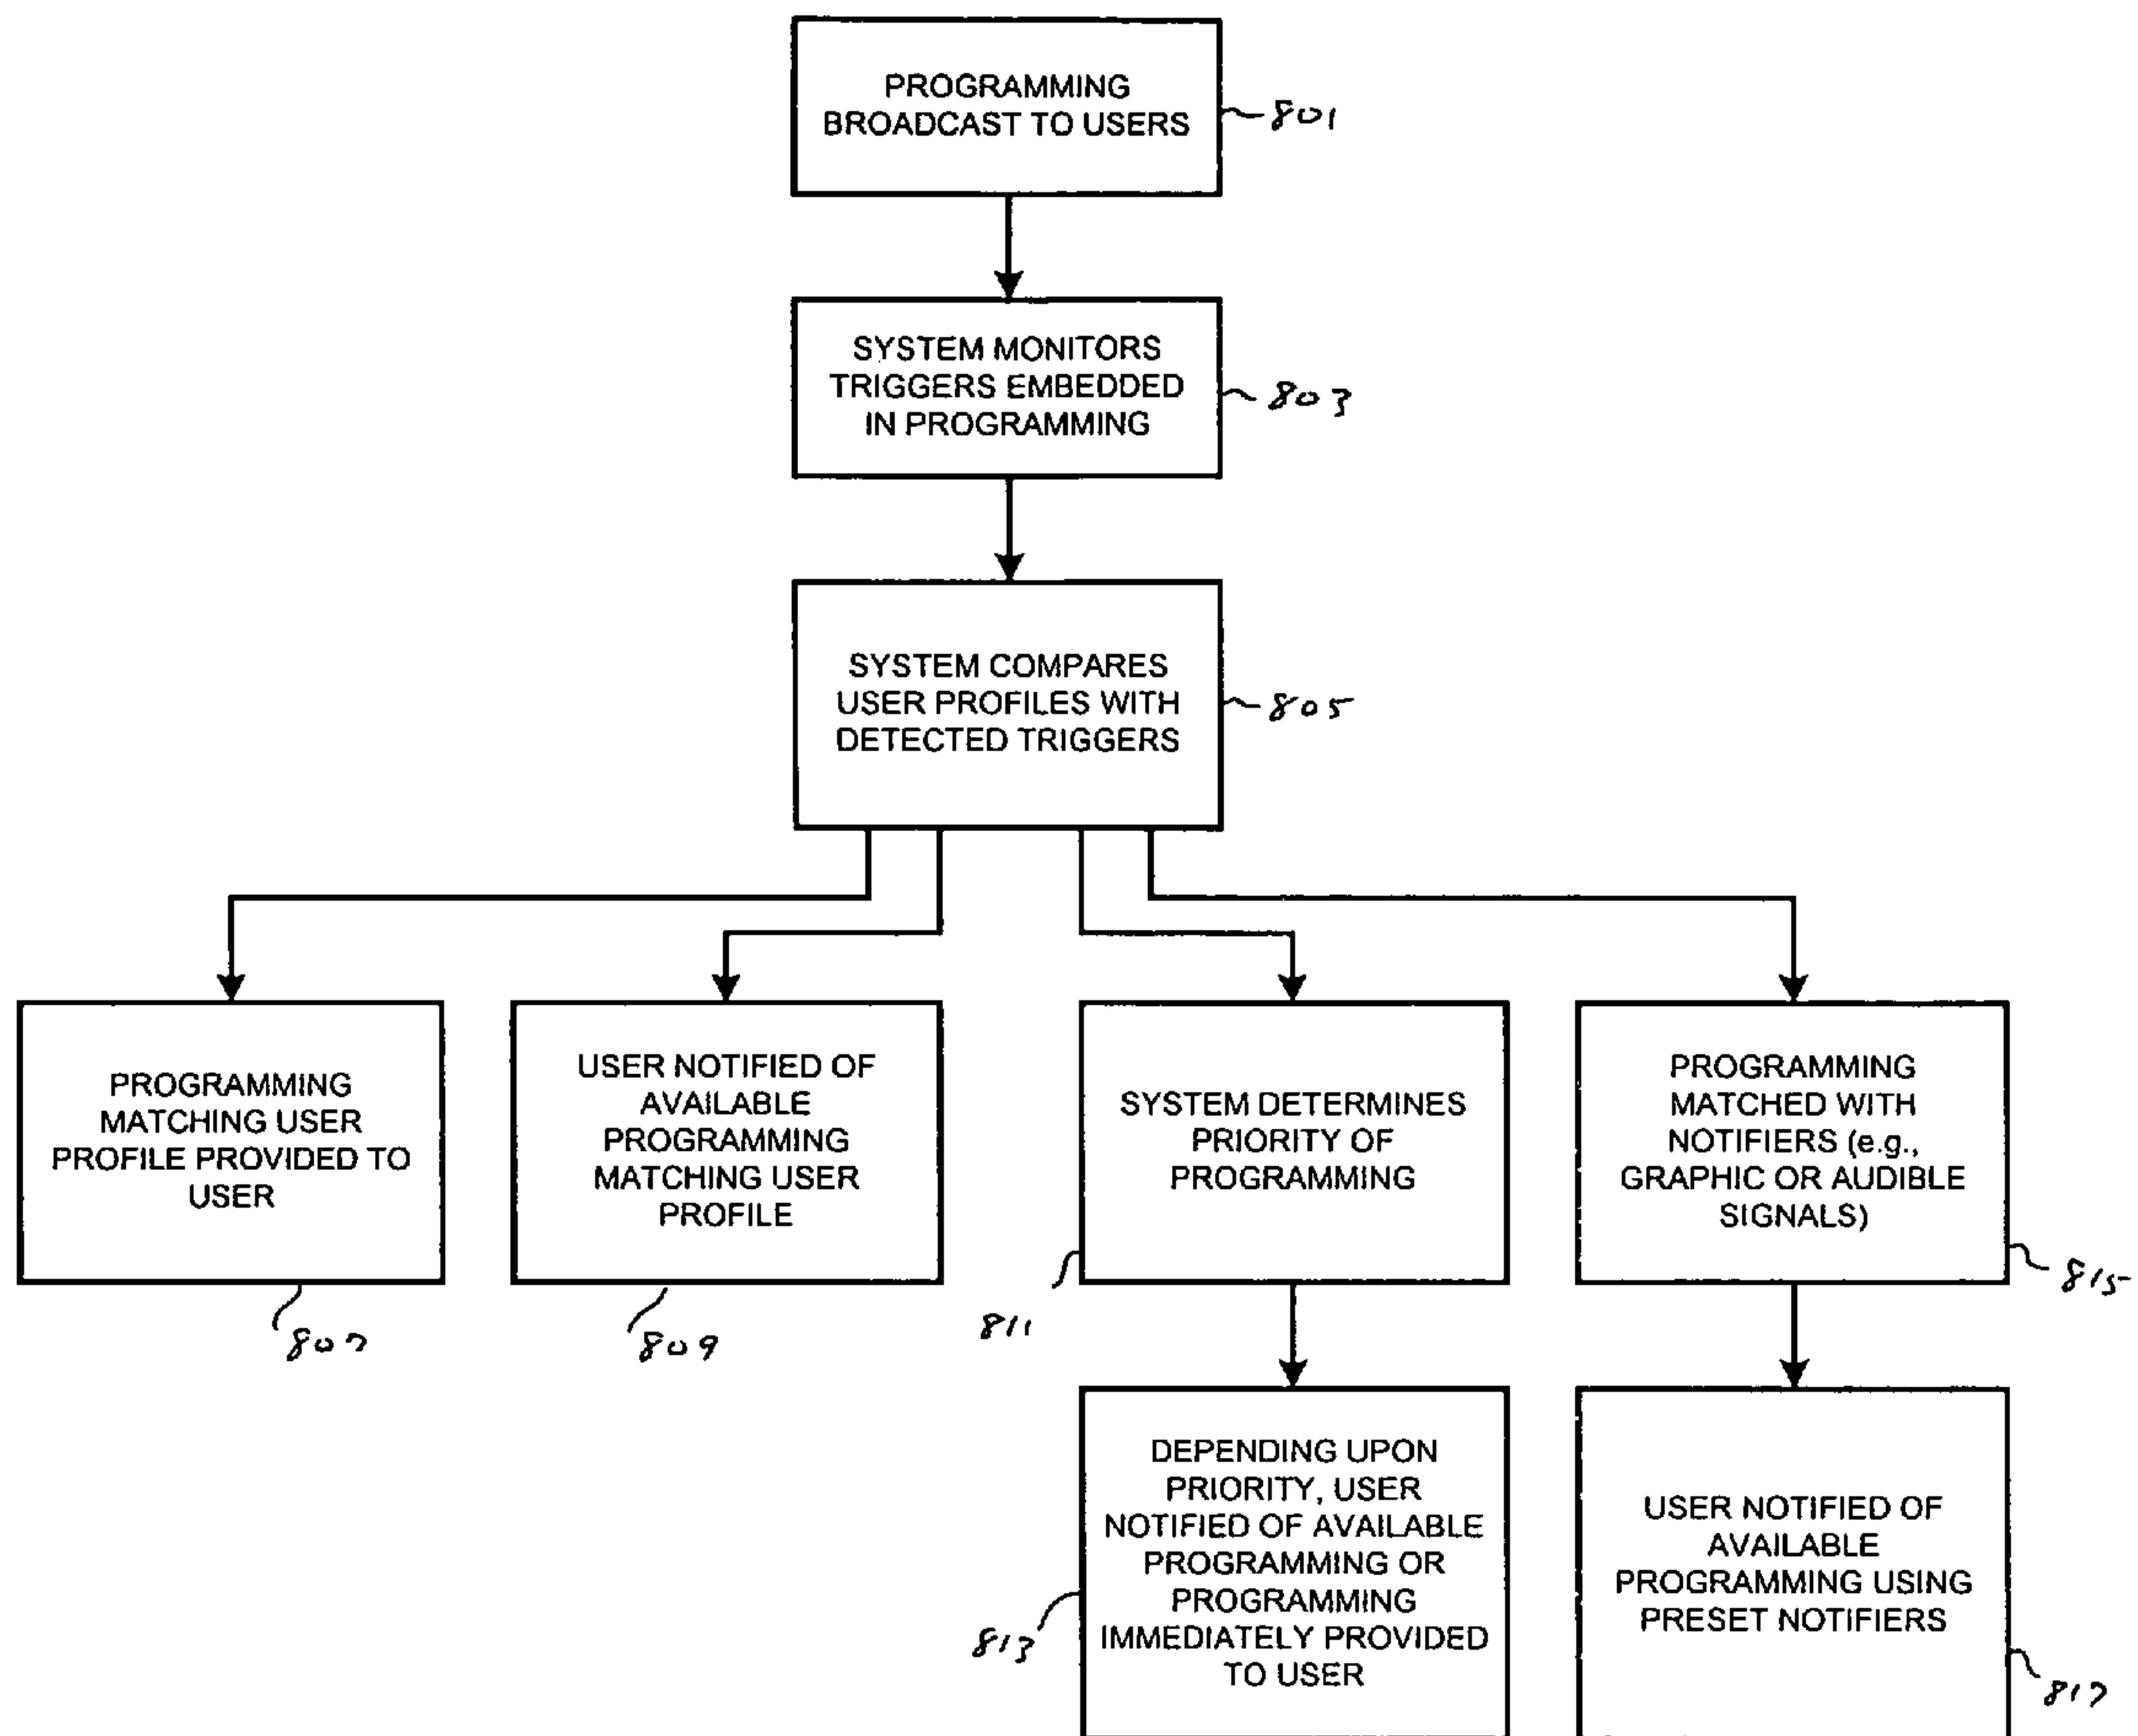 PROGRAMMING
BROADCAST TO USERS
801
SYSTEM MONITORS
TRIGGERS EMBEDDED
IN PROGRAMMING
803
SYSTEM COMPARES
USER PROFILES WITH
DETECTED TRIGGERS
805
PROGRAMMING
MATCHING USER
PROFILE PROVIDED TO
USER
807
USER NOTIFIED OF
AVAILABLE
PROGRAMMING
MATCHING USER
PROFILE
809
SYSTEM DETERMINES
PRIORITY OF
PROGRAMMING
811
PROGRAMMING
MATCHED WITH
NOTIFIERS (e.g.,
GRAPHIC OR AUDIBLE
SIGNALS)
815
DEPENDING UPON
PRIORITY, USER
NOTIFIED OF AVAILABLE
PROGRAMMING OR
PROGRAMMING
IMMEDIATELY PROVIDED
TO USER
813
USER NOTIFIED OF
AVAILABLE
PROGRAMMING USING
PRESET NOTIFIERS
817